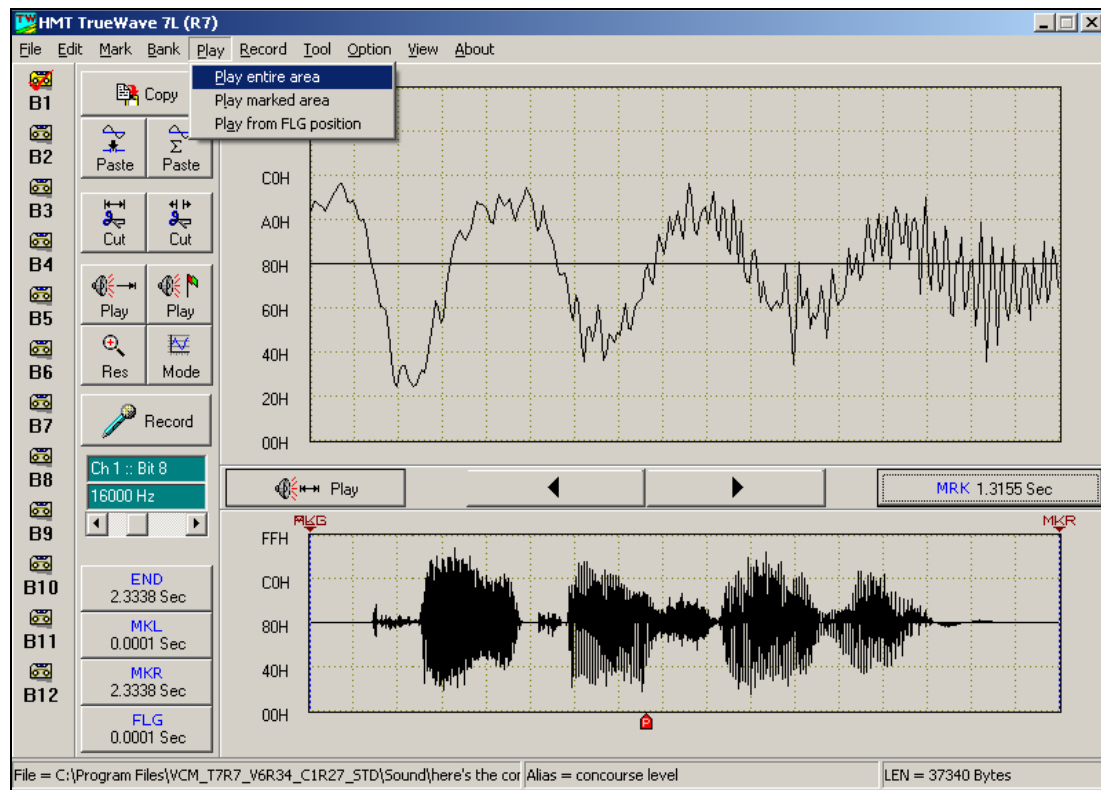 HMT TrueWave 7L (R7)
File Edit Mark Bank Play Record Tool Option View About
Play entire area
Play marked area
Play from FLG position
B1
B2
B3
B4
B5
B6
B7
B8
B9
B10
B11
B12
Copy
Paste Paste
Cut Cut
Play Play
Res Mode
Record
Ch 1 :: Bit 8
16000 Hz
END
2.3338 Sec
MKL
0.0001 Sec
MKR
2.3338 Sec
FLG
0.0001 Sec
C0H
A0H
80H
60H
40H
20H
00H
Play
MRK 1.3155 Sec
MKR
FFH
C0H
80H
40H
00H
P
File = C:\Program Files\VCM_T7R7_V6R34_C1R27_STD\Sound\here's the cor
Alias = concourse level
LEN = 37340 Bytes